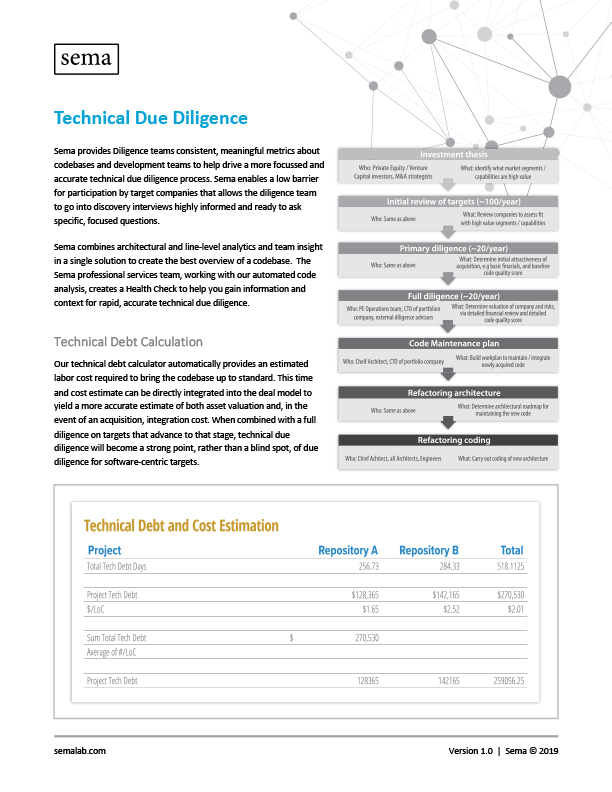 sema
Technical Due Diligence
Sema provides Diligence teams consistent, meaningful metrics about
codebases and development teams to help drive a more focussed and
accurate technical due diligence process. Sema enables a low barrier
for participation by target companies that allows the diligence team
to go into discovery interviews highly informed and ready to ask
specific, focused questions.
Sema combines architectural and line-level analytics and team insight
in a single solution to create the best overview of a codebase. The
Sema professional services team, working with our automated code
analysis, creates a Health Check to help you gain information and
context for rapid, accurate technical due diligence.
Technical Debt Calculation
Our technical debt calculator automatically provides an estimated
labor cost required to bring the codebase up to standard. This time
and cost estimate can be directly integrated into the deal model to
yield a more accurate estimate of both asset valuation and, in the
event of an acquisition, integration cost. When combined with a full
diligence on targets that advance to that stage, technical due
diligence will become a strong point, rather than a blind spot, of due
diligence for software-centric targets.
Investment thesis
Who: Private Equity / Venture
Capital investors, M&A strategists
What: Identify what market segments /
capabilities are high value
Initial review of targets (~100/year)
Who: Same as above
What: Review companies to assess fit
with high value segments / capabilities
Primary diligence (~20/year)
Who: Same as above
What: Determine initial attractiveness of
acquisition, e.g basic finacials, and baseline
code quality score
Full diligence (~20/year)
Who: PE Operations team, CTO of portfolio
company, external diligence advisors
What: Determine valuation of company and risks,
via detailed financial review and detailed
code quality score
Code Maintenance plan
Who: Cheif Architect, CTO of portfolio company
What: Build workplan to maintain / integrate
newly acquired code
Refactoring architecture
Who: Same as above
What: Determine architectural roadmap for
maintaining the new code
Refactoring coding
Who: Chief Achitect, all Architects, Engineers
What: Carry out coding of new architecture
Technical Debt and Cost Estimation
Project Repository A Repository B Total
Total Tech Debt Days 256.73 284.33 518.1125
Project Tech Debt $128,365 $142,165 $270,530
$/LoC $1.65 $2.52 $2.01
Sum Total Tech Debt $ 270,530
Average of #/LoC
Project Tech Debt 128365 142165 259056.25
semalab.com
Version 1.0 | Sema © 2019